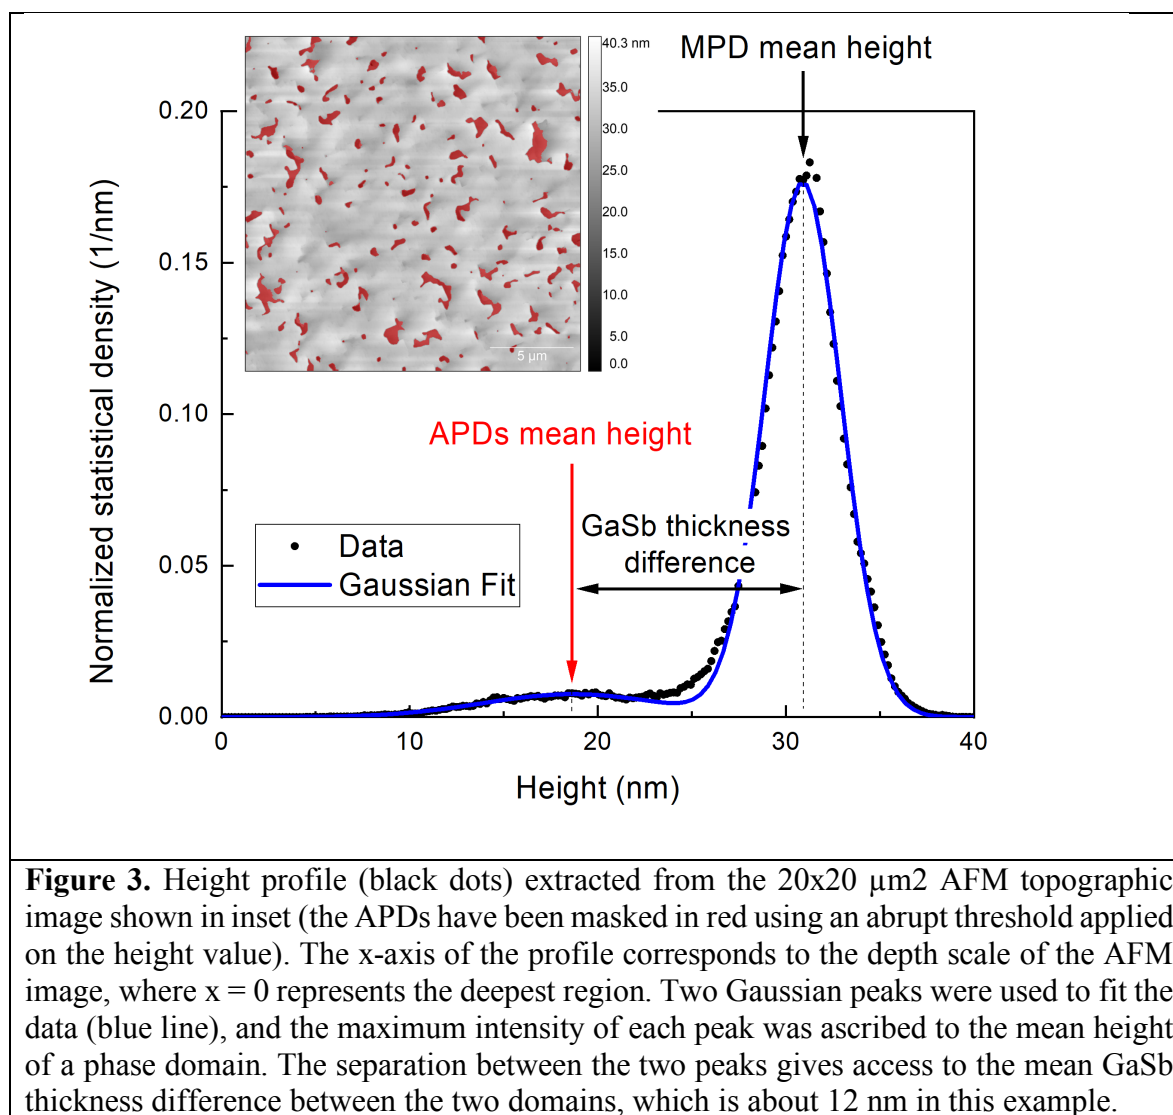 MPD mean height
40.3 nm
35.0
30.0
25.0
20.0
15.0
10.0
5.0
0.0
5 µm
Normalized statistical density (1/nm)
0.20
0.15
0.10
0.05
0.00
APDs mean height
GaSb thickness
difference
Data
Gaussian Fit
0
10
20
30
40
Height (nm)
Figure 3. Height profile (black dots) extracted from the 20x20 µm2 AFM topographic
image shown in inset (the APDs have been masked in red using an abrupt threshold applied
on the height value). The x-axis of the profile corresponds to the depth scale of the AFM
image, where x = 0 represents the deepest region. Two Gaussian peaks were used to fit the
data (blue line), and the maximum intensity of each peak was ascribed to the mean height
of a phase domain. The separation between the two peaks gives access to the mean GaSb
thickness difference between the two domains, which is about 12 nm in this example.